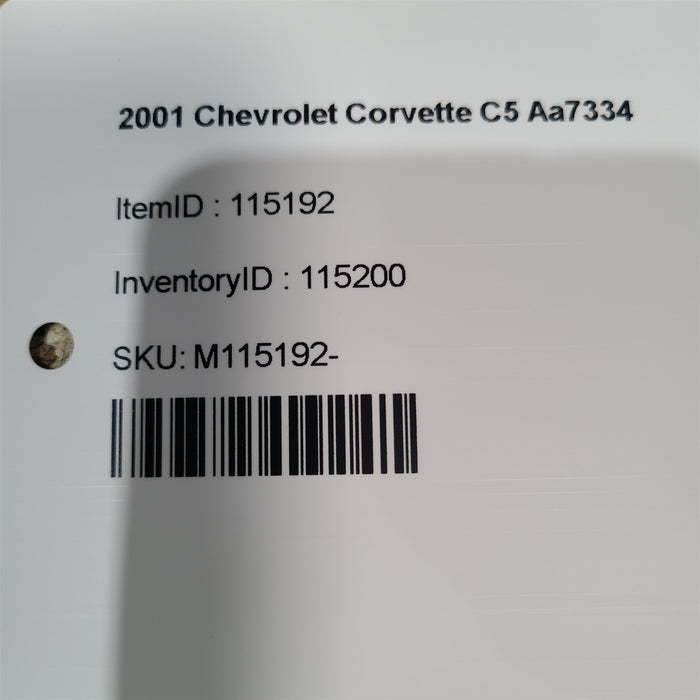 2001 Chevrolet Corvette C5 Aa7334
ItemID : 115192
InventoryID : 115200
SKU: M115192-